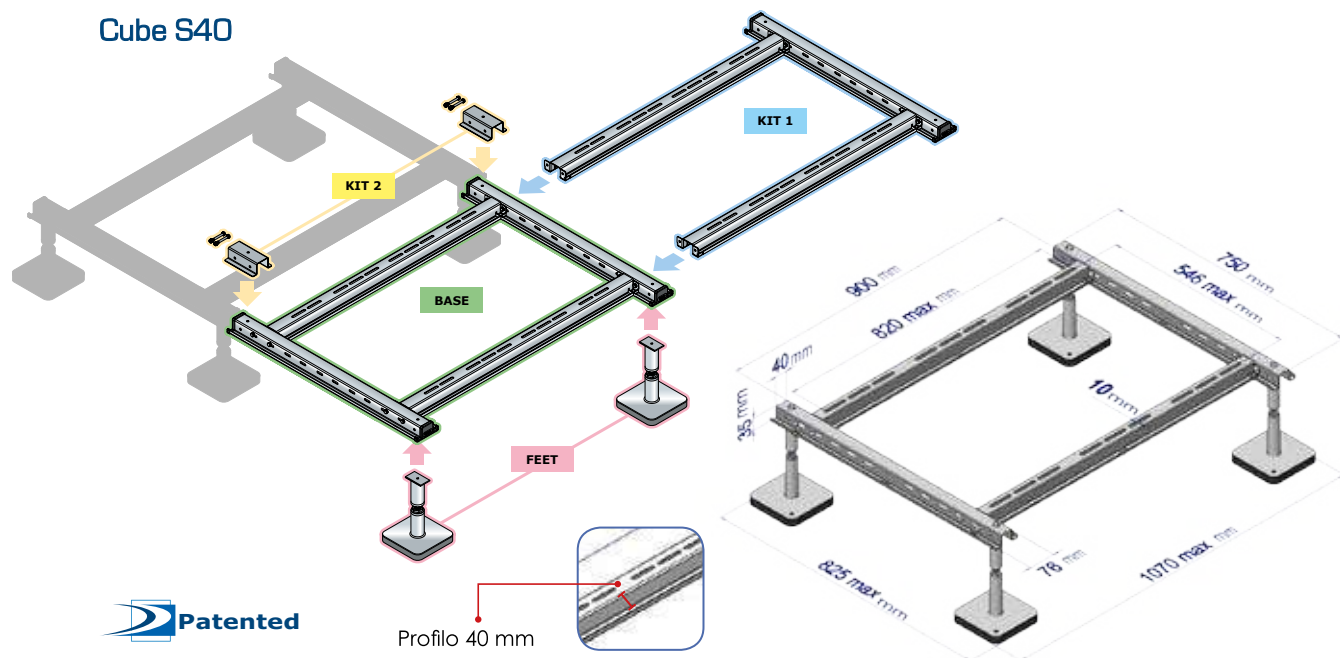 Cube S40
KIT 1
KIT 2
BASE
FEET
900 mm
820 max mm
750 mm
546 max mm
40 mm
35 mm
10 mm
78 mm
825 max mm
1070 max mm
Profilo 40 mm
Patented